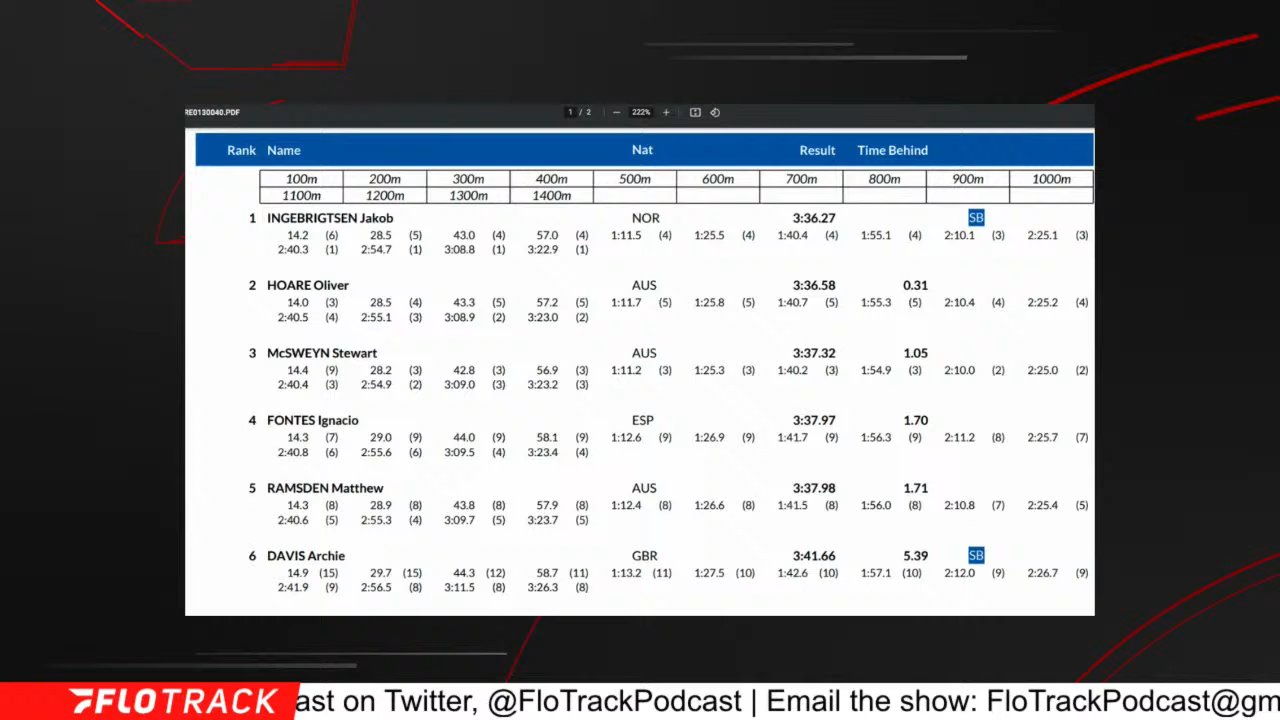 RE0130040.PDF 1 / 2 222%
Rank Name Nat Result Time Behind
100m 200m 300m 400m 500m 600m 700m 800m 900m 1000m
1100m 1200m 1300m 1400m
1 INGEBRIGTSEN Jakob NOR 3:36.27 SB
14.2 (6) 28.5 (5) 43.0 (4) 57.0 (4) 1:11.5 (4) 1:25.5 (4) 1:40.4 (4) 1:55.1 (4) 2:10.1 (3) 2:25.1 (3)
2:40.3 (1) 2:54.7 (1) 3:08.8 (1) 3:22.9 (1)
2 HOARE Oliver AUS 3:36.58 0.31
14.0 (3) 28.5 (4) 43.3 (5) 57.2 (5) 1:11.7 (5) 1:25.8 (5) 1:40.7 (5) 1:55.3 (5) 2:10.4 (4) 2:25.2 (4)
2:40.5 (4) 2:55.1 (3) 3:08.9 (2) 3:23.0 (2)
3 McSWEYN Stewart AUS 3:37.32 1.05
14.4 (9) 28.2 (3) 42.8 (3) 56.9 (3) 1:11.2 (3) 1:25.3 (3) 1:40.2 (3) 1:54.9 (3) 2:10.0 (2) 2:25.0 (2)
2:40.4 (3) 2:54.9 (2) 3:09.0 (3) 3:23.2 (3)
4 FONTES Ignacio ESP 3:37.97 1.70
14.3 (7) 29.0 (9) 44.0 (9) 58.1 (9) 1:12.6 (9) 1:26.9 (9) 1:41.7 (9) 1:56.3 (9) 2:11.2 (8) 2:25.7 (7)
2:40.8 (6) 2:55.6 (6) 3:09.5 (4) 3:23.4 (4)
5 RAMSDEN Matthew AUS 3:37.98 1.71
14.3 (8) 28.9 (8) 43.8 (8) 57.9 (8) 1:12.4 (8) 1:26.6 (8) 1:41.5 (8) 1:56.0 (8) 2:10.8 (7) 2:25.4 (5)
2:40.6 (5) 2:55.3 (4) 3:09.7 (5) 3:23.7 (5)
6 DAVIS Archie GBR 3:41.66 5.39 SB
14.9 (15) 29.7 (15) 44.3 (12) 58.7 (11) 1:13.2 (11) 1:27.5 (10) 1:42.6 (10) 1:57.1 (10) 2:12.0 (9) 2:26.7 (9)
2:41.9 (9) 2:56.5 (8) 3:11.5 (8) 3:26.3 (8)
FLOTRACK ast on Twitter, @FloTrackPodcast | Email the show: FloTrackPodcast@gm